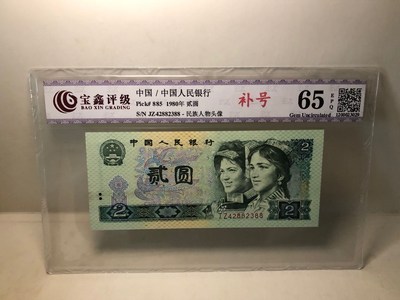 宝鑫评级
BAO XIN GRADING
中国 / 中国人民银行
Pick# 885 1980年 贰圆
S/N JZ42882388 - 民族人物头像
补号
65 EPQ
Gem Uncirculated
中国人民银行
2
贰圆
2
JZ42882388